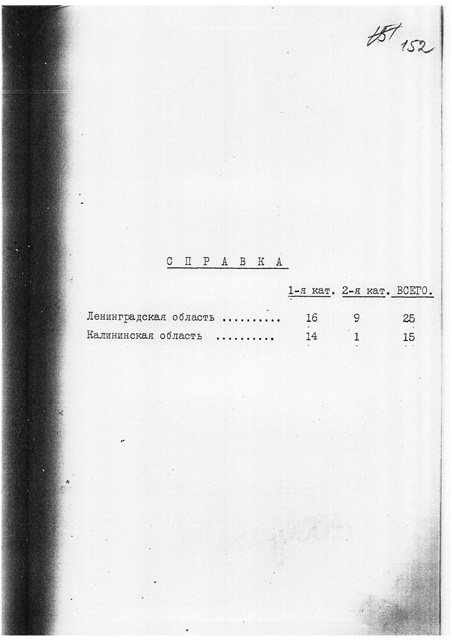 151
152
С П Р А В К А
1-я кат. 2-я кат. ВСЕГО.
Ленинградская область .......... 16 9 25
Калининская область .......... 14 1 15